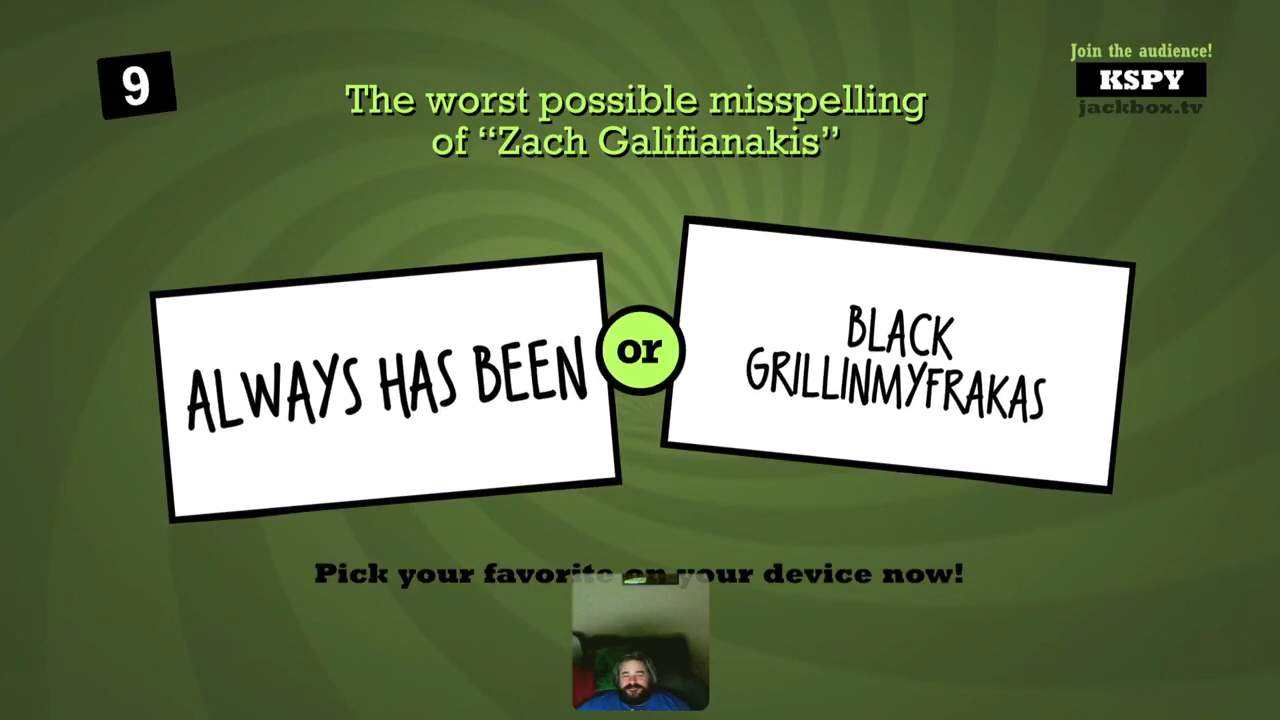 9
The worst possible misspelling
of “Zach Galifianakis”
Join the audience!
KSPY
jackbox.tv
ALWAYS HAS BEEN
or
BLACK
GRILLINMYFRAKAS
Pick your favorite on your device now!